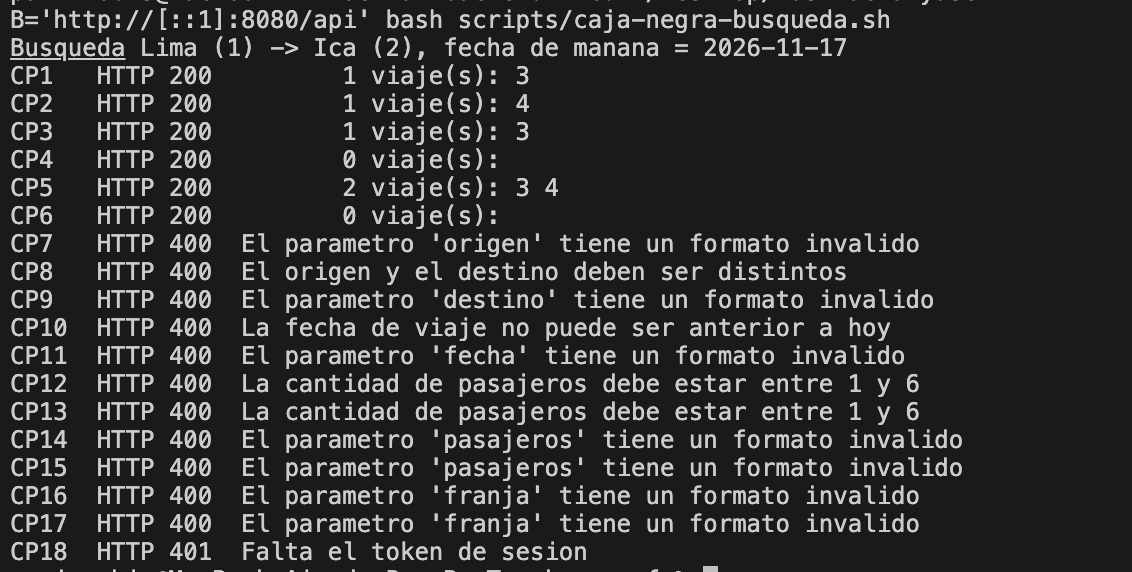 B='http://[::1]:8080/api' bash scripts/caja-negra-busqueda.sh
Busqueda Lima (1) -> Ica (2), fecha de manana = 2026-11-17
CP1   HTTP 200         1 viaje(s): 3
CP2   HTTP 200         1 viaje(s): 4
CP3   HTTP 200         1 viaje(s): 3
CP4   HTTP 200         0 viaje(s):
CP5   HTTP 200         2 viaje(s): 3 4
CP6   HTTP 200         0 viaje(s):
CP7   HTTP 400  El parametro 'origen' tiene un formato invalido
CP8   HTTP 400  El origen y el destino deben ser distintos
CP9   HTTP 400  El parametro 'destino' tiene un formato invalido
CP10  HTTP 400  La fecha de viaje no puede ser anterior a hoy
CP11  HTTP 400  El parametro 'fecha' tiene un formato invalido
CP12  HTTP 400  La cantidad de pasajeros debe estar entre 1 y 6
CP13  HTTP 400  La cantidad de pasajeros debe estar entre 1 y 6
CP14  HTTP 400  El parametro 'pasajeros' tiene un formato invalido
CP15  HTTP 400  El parametro 'pasajeros' tiene un formato invalido
CP16  HTTP 400  El parametro 'franja' tiene un formato invalido
CP17  HTTP 400  El parametro 'franja' tiene un formato invalido
CP18  HTTP 401  Falta el token de sesion